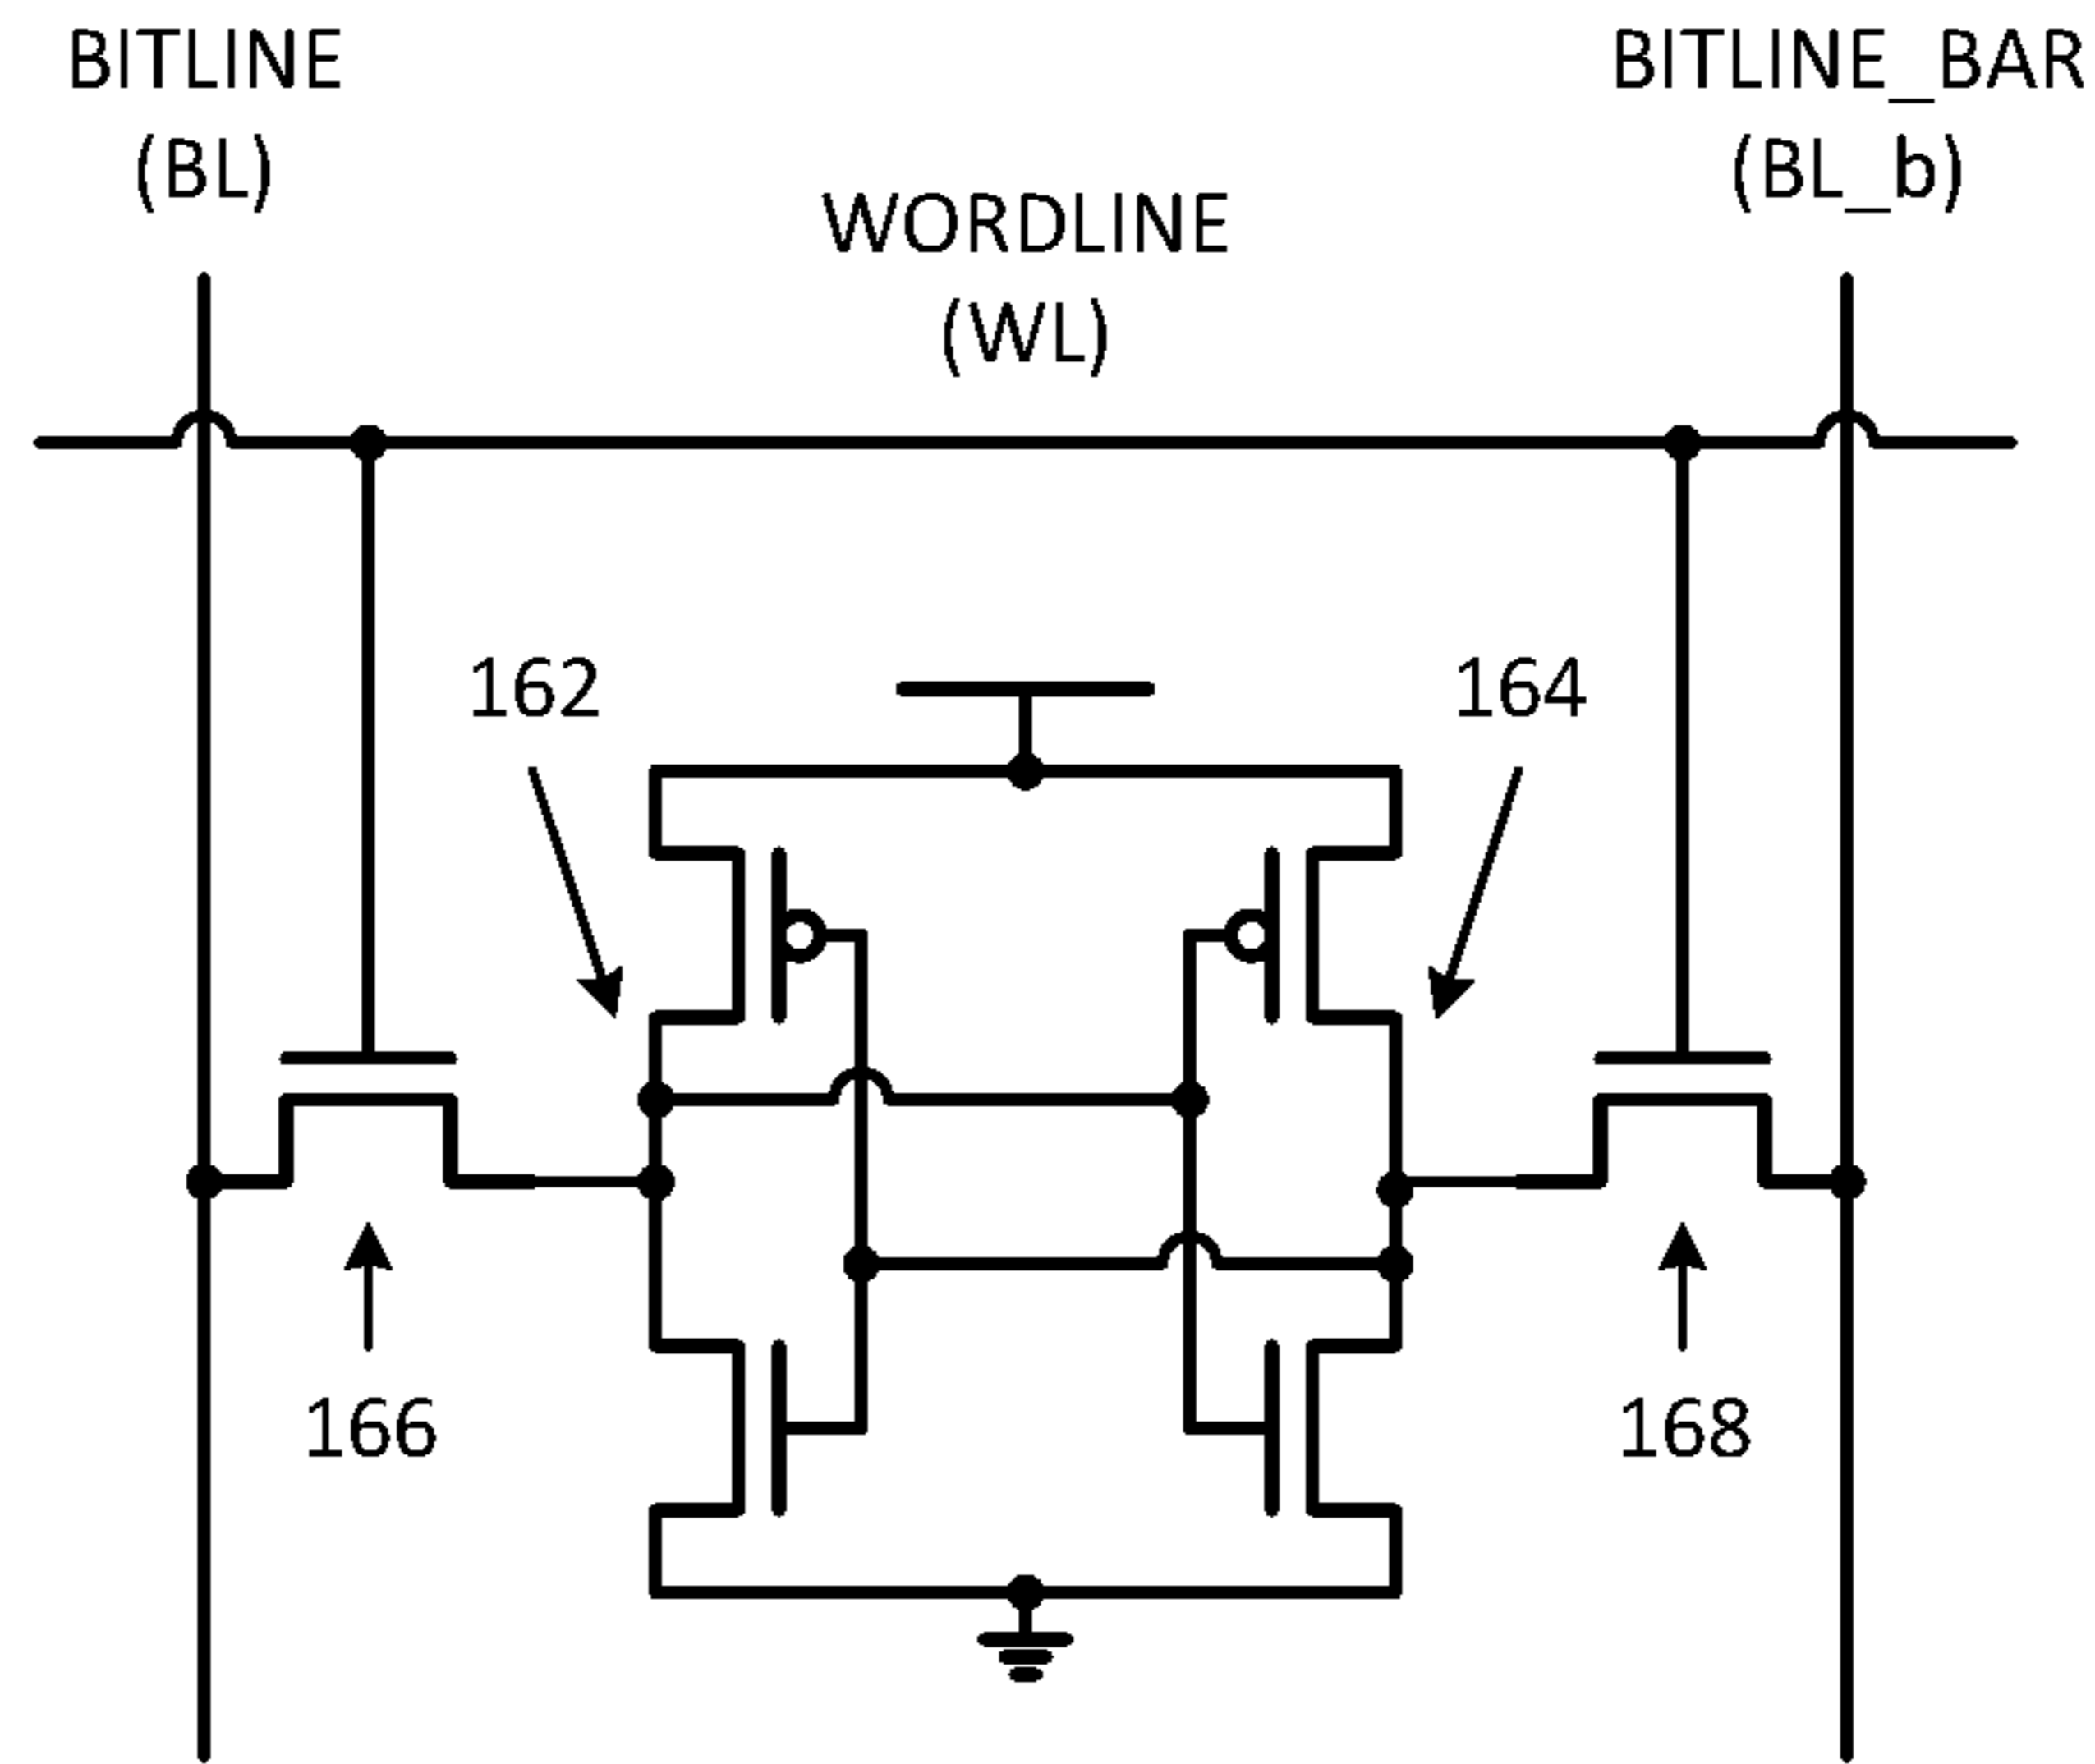 BITLINE
(BL)
BITLINE_BAR
(BL_b)
WORDLINE
(WL)
162
164
166
168